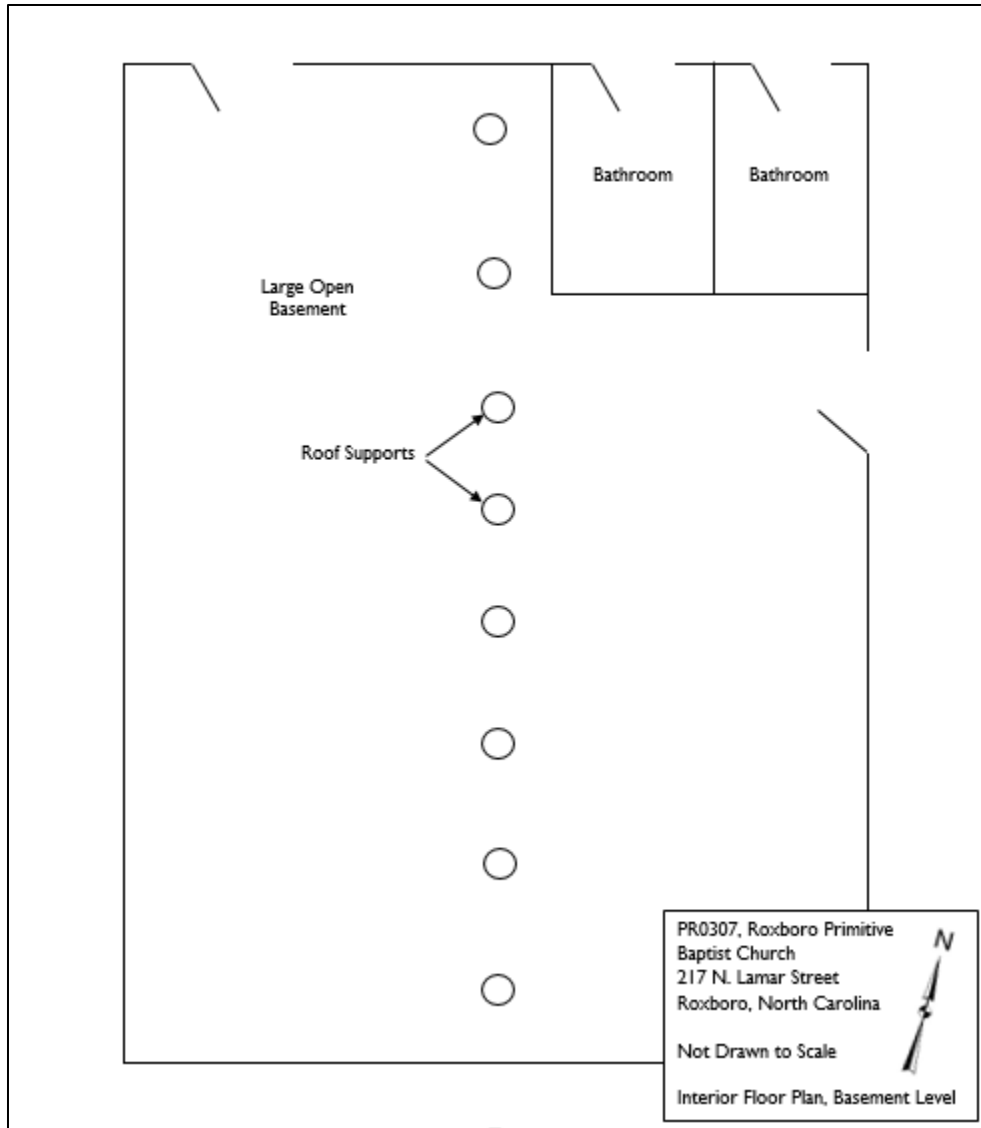 Bathroom
Bathroom
Large Open
Basement
Roof Supports
PR0307, Roxboro Primitive
Baptist Church
217 N. Lamar Street
Roxboro, North Carolina
N
Not Drawn to Scale
Interior Floor Plan, Basement Level